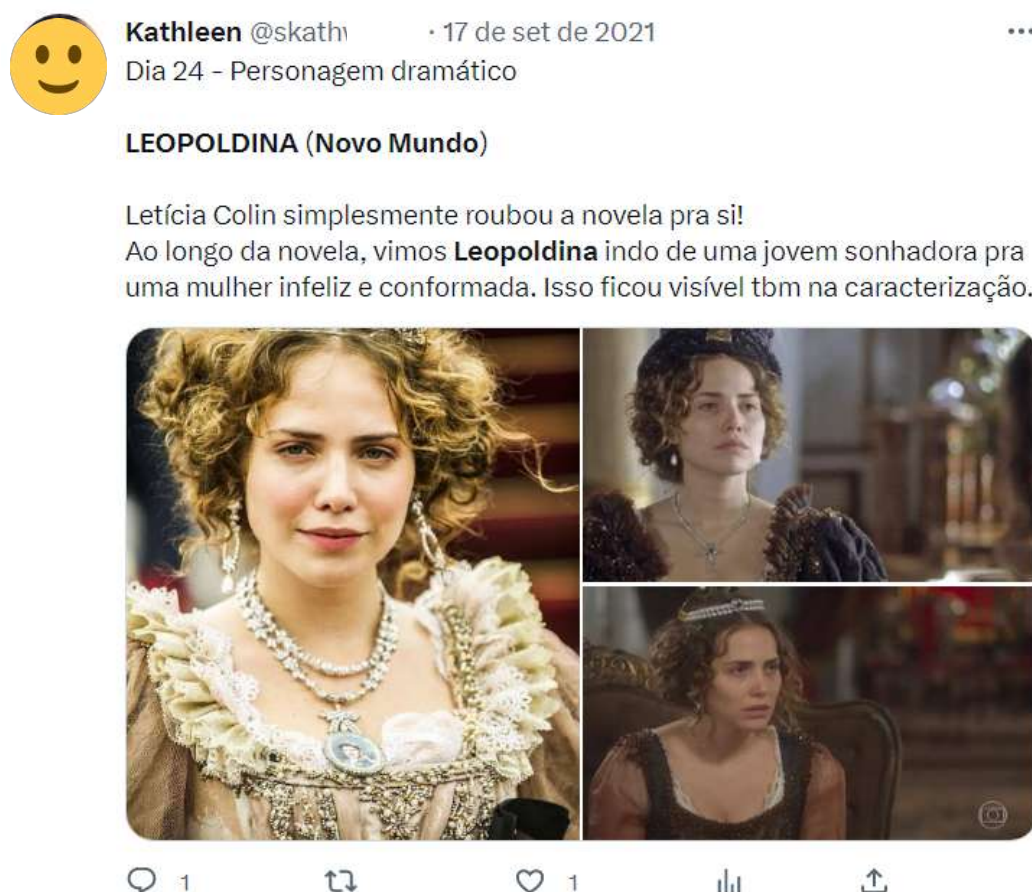 Kathleen @skath · 17 de set de 2021
Dia 24 - Personagem dramático
LEOPOLDINA (Novo Mundo)
Letícia Colin simplesmente roubou a novela pra si!
Ao longo da novela, vimos Leopoldina indo de uma jovem sonhadora pra
uma mulher infeliz e conformada. Isso ficou visível tbm na caracterização.
1
1